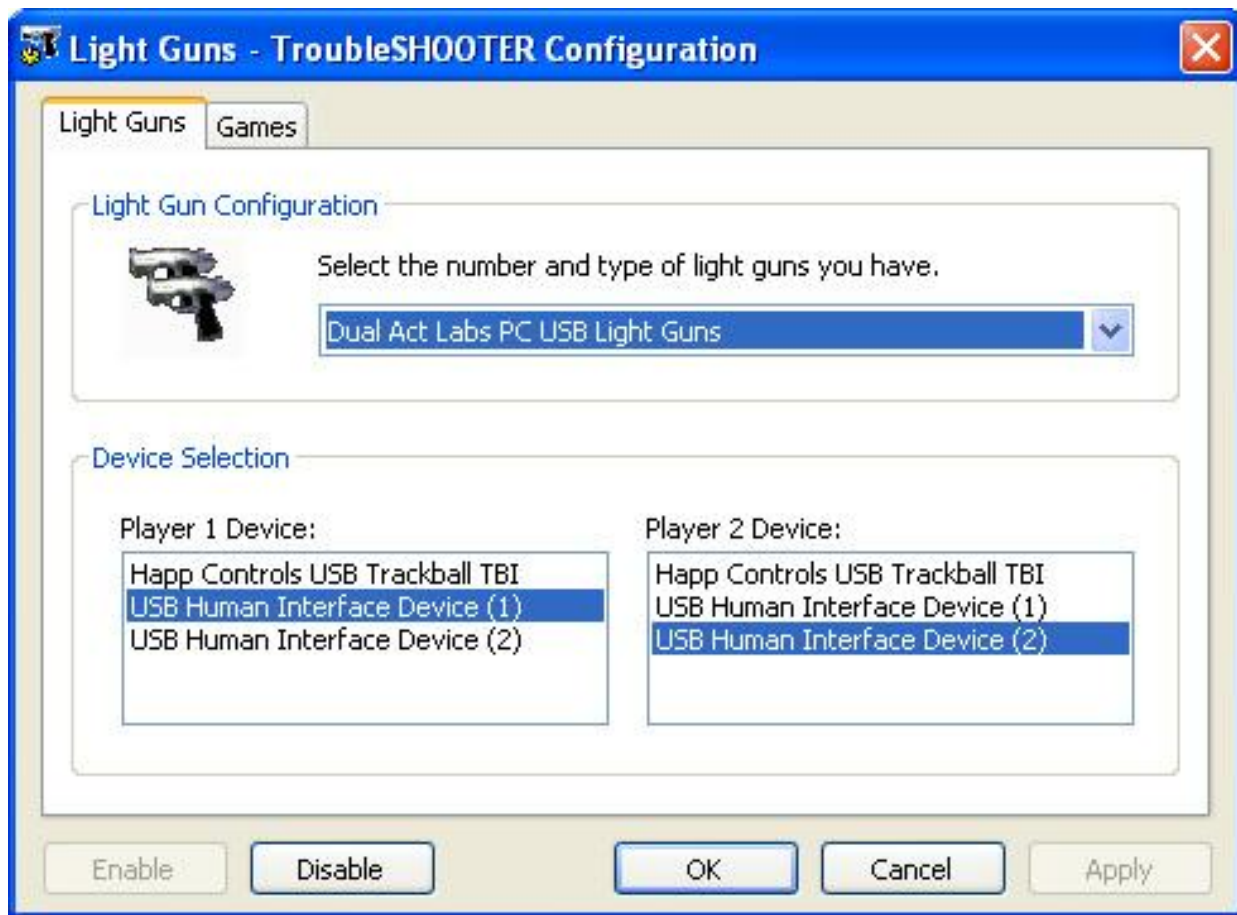 Light Guns - TroubleSHOOTER Configuration
Light Guns
Games
Light Gun Configuration
Select the number and type of light guns you have.
Dual Act Labs PC USB Light Guns
Device Selection
Player 1 Device:
Happ Controls USB Trackball TBI
USB Human Interface Device (1)
USB Human Interface Device (2)
Player 2 Device:
Happ Controls USB Trackball TBI
USB Human Interface Device (1)
USB Human Interface Device (2)
Enable
Disable
OK
Cancel
Apply